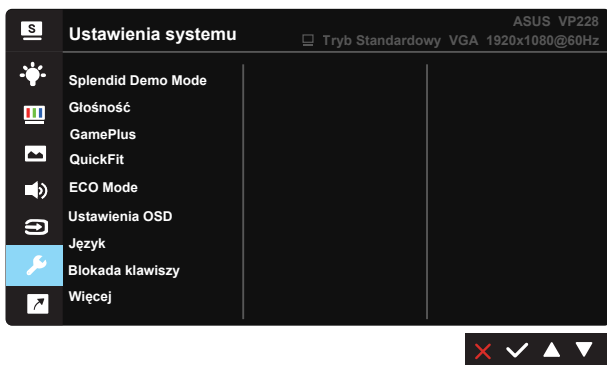 S
Ustawienia systemu
ASUS VP228
Tryb Standardowy VGA 1920x1080@60Hz
Splendid Demo Mode
Głośność
GamePlus
QuickFit
ECO Mode
Ustawienia OSD
Język
Blokada klawiszy
Więcej